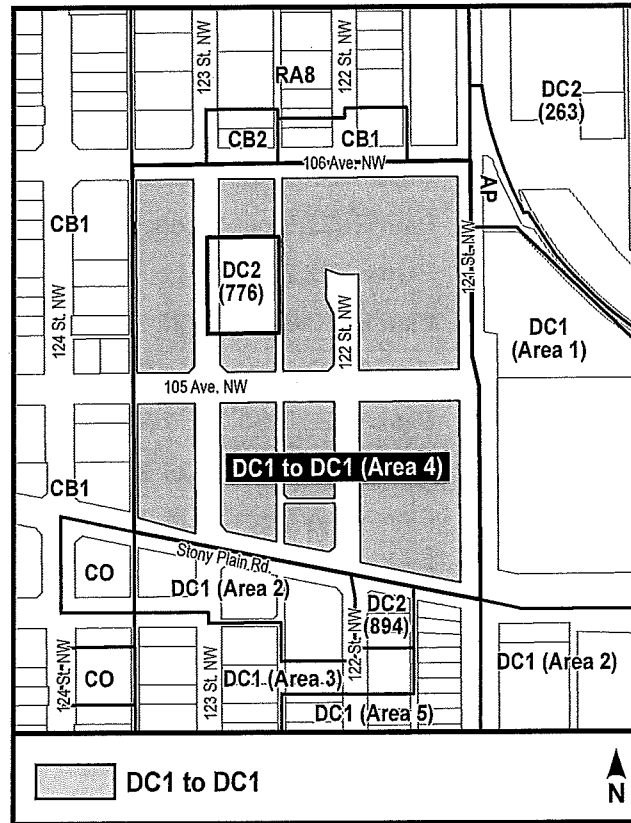 123 St. NW
122 St. NW
RA8
DC2
(263)
CB2
CB1
106 Ave. NW
AP
CB1
124 St. NW
DC2
(776)
122 St. NW
121 St. NW
DC1
(Area 1)
105 Ave. NW
DC1 to DC1 (Area 4)
CB1
Stony Plain Rd.
CO
DC1 (Area 2)
DC2
(894)
122 St. NW
124 St. NW
CO
123 St. NW
DC1 (Area 3)
DC1 (Area 2)
DC1 (Area 5)
DC1 to DC1
N